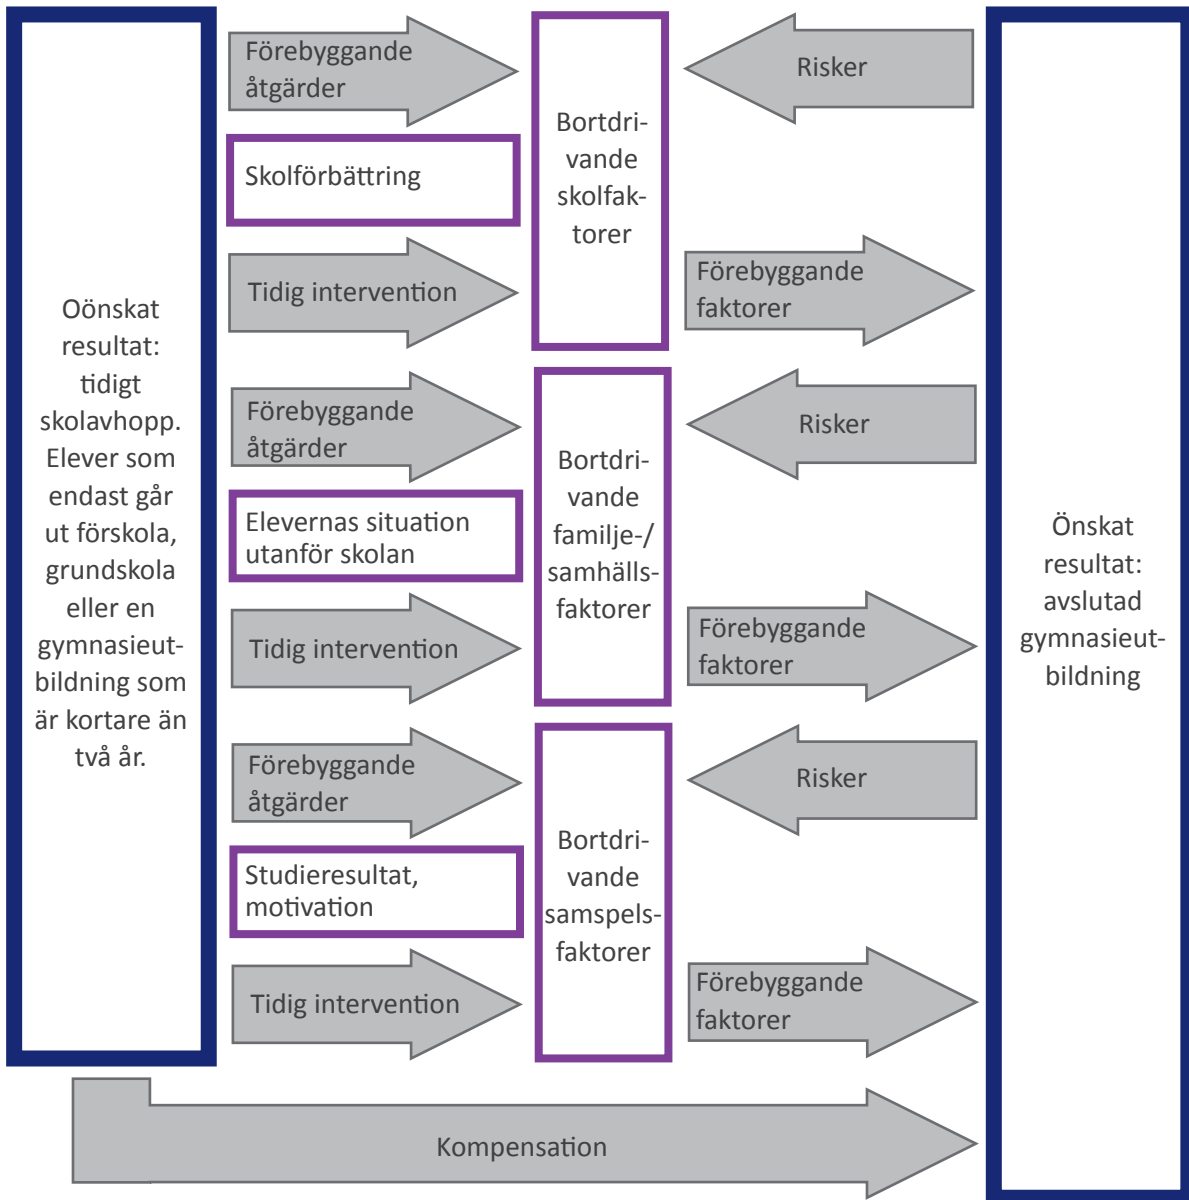 Oönskat
resultat:
tidigt
skolavhopp.
Elever som
endast går
ut förskola,
grundskola
eller en
gymnasieut-
bildning som
är kortare än
två år.
Förebyggande
åtgärder
Skolförbättring
Tidig intervention
Bortdri-
vande
skolfak-
torer
Risker
Förebyggande
faktorer
Förebyggande
åtgärder
Elevernas situation
utanför skolan
Tidig intervention
Bortdri-
vande
familje-/
samhälls-
faktorer
Risker
Förebyggande
faktorer
Förebyggande
åtgärder
Studieresultat,
motivation
Tidig intervention
Bortdri-
vande
samspels-
faktorer
Risker
Förebyggande
faktorer
Kompensation
Önskat
resultat:
avslutad
gymnasieut-
bildning